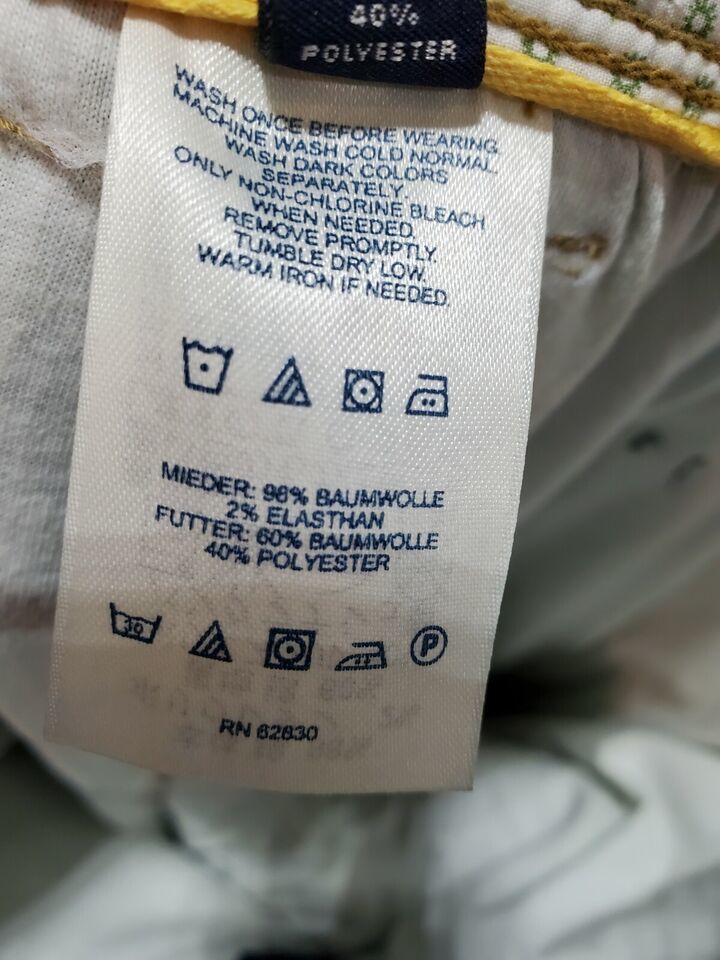 40%
POLYESTER
WASH ONCE BEFORE WEARING.
MACHINE WASH COLD NORMAL.
WASH DARK COLORS
SEPARATELY.
ONLY NON-CHLORINE BLEACH
WHEN NEEDED.
REMOVE PROMPTLY.
TUMBLE DRY LOW.
WARM IRON IF NEEDED.
MIEDER: 98% BAUMWOLLE
2% ELASTHAN
FUTTER: 60% BAUMWOLLE
40% POLYESTER
30
P
RN 62830